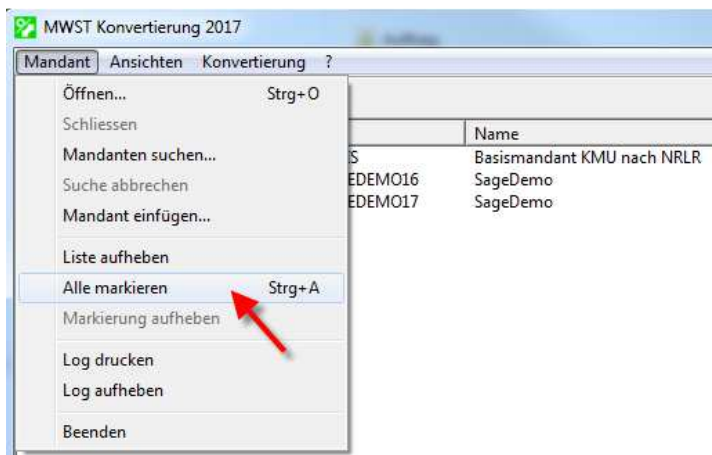 MWST Konvertierung 2017
Mandant Ansichten Konvertierung ?
Öffnen... Strg+O
Schliessen
Name
Mandanten suchen... S Basismandant KMU nach NRLR
Suche abbrechen EDEMO16 SageDemo
Mandant einfügen... EDEMO17 SageDemo
Liste aufheben
Alle markieren Strg+A
Markierung aufheben
Log drucken
Log aufheben
Beenden